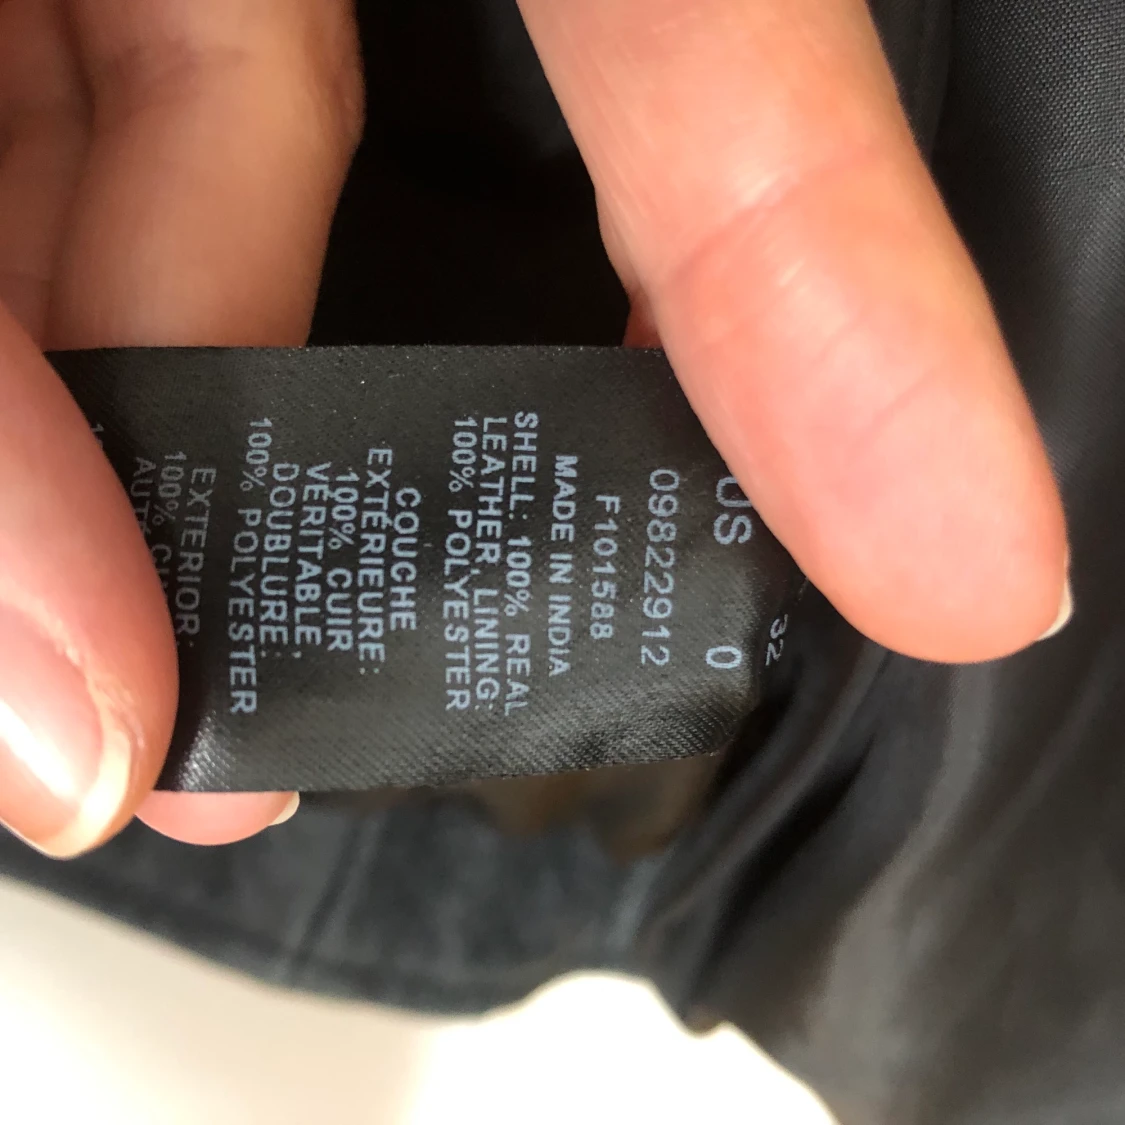 32
US 0
09822912
F101588
MADE IN INDIA
SHELL: 100% REAL
LEATHER, LINING:
100% POLYESTER
COUCHE
EXTÉRIEURE:
100% CUIR
VÉRITABLE,
DOUBLURE:
100% POLYESTER
EXTERIOR:
100%